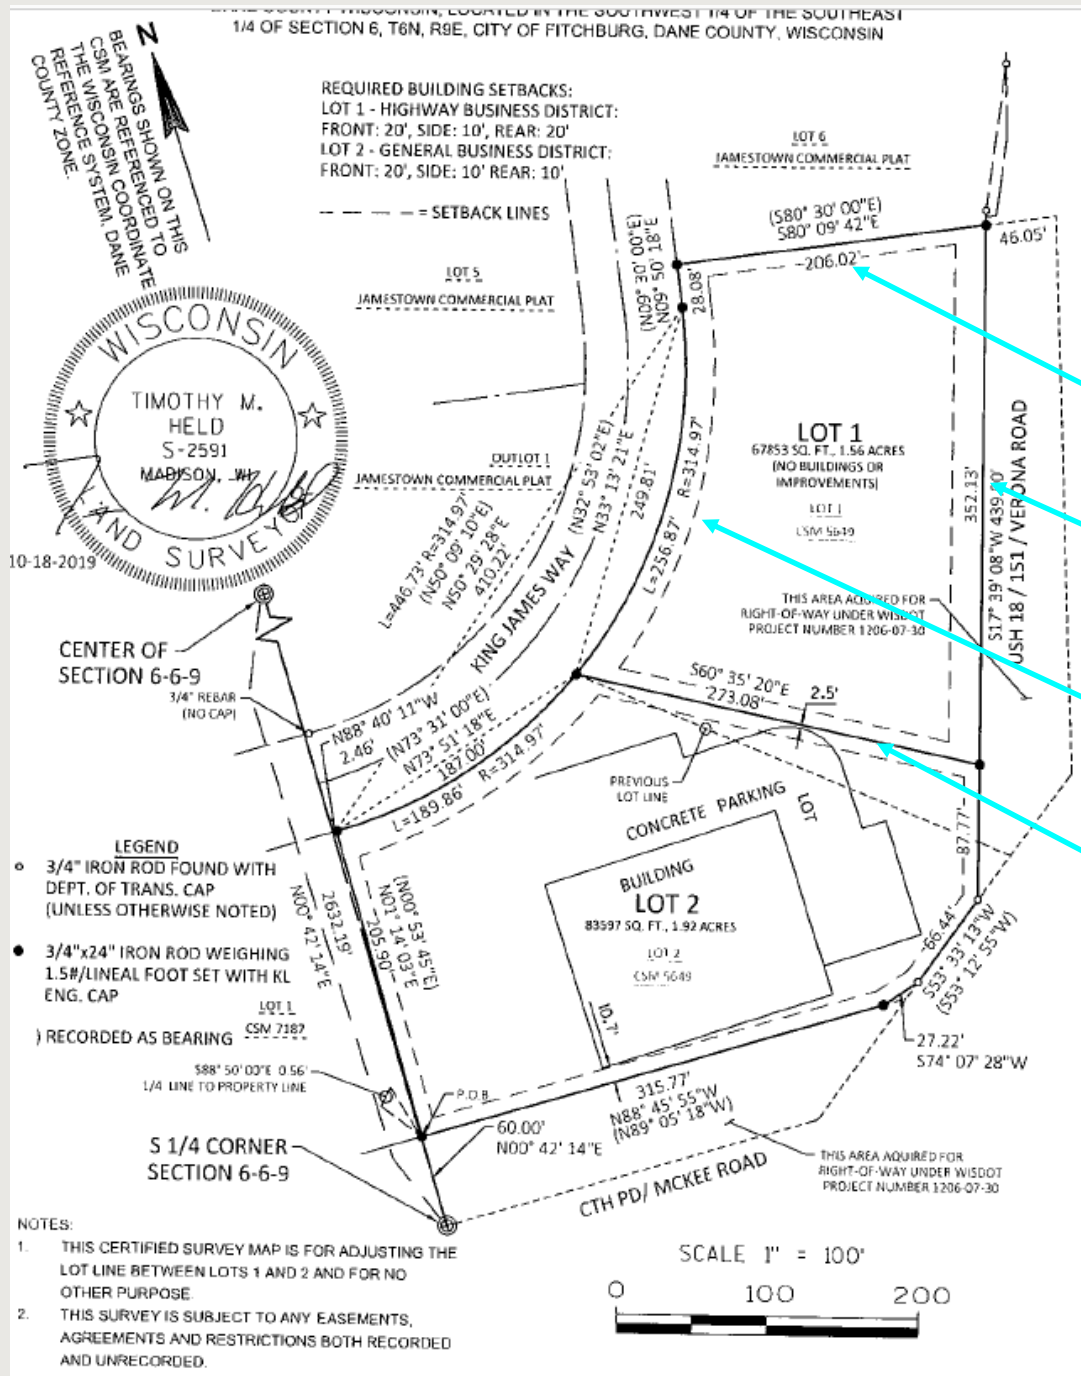 1/4 OF SECTION 6, T6N, R9E, CITY OF FITCHBURG, DANE COUNTY, WISCONSIN
N
BEARINGS SHOWN ON THIS
CSM ARE REFERENCED TO
THE WISCONSIN COORDINATE
REFERENCE SYSTEM, DANE
COUNTY ZONE.
REQUIRED BUILDING SETBACKS:
LOT 1 - HIGHWAY BUSINESS DISTRICT:
FRONT: 20', SIDE: 10', REAR: 20'
LOT 2 - GENERAL BUSINESS DISTRICT:
FRONT: 20', SIDE: 10' REAR: 10'
= SETBACK LINES
LOT 6
JAMESTOWN COMMERCIAL PLAT
(S80° 30' 00"E)
S80° 09' 42"E
206.02'
46.05'
(N09° 30' 00"E)
N09° 50' 18"E
28.08'
LOT 5
JAMESTOWN COMMERCIAL PLAT
WISCONSIN
TIMOTHY M.
HELD
S-2591
MADISON, WI
LAND SURVEYOR
10-18-2019
OUTLOT 1
JAMESTOWN COMMERCIAL PLAT
LOT 1
67853 SQ. FT., 1.56 ACRES
(NO BUILDINGS OR
IMPROVEMENTS)
LOT 1
CSM 5649
352.13'
S17° 39' 08"W
USH 18 / 151 / VERONA ROAD
(N32° 53' 02"E)
N33° 13' 21"E
249.81'
R=314.97'
L=256.87'
L=446.73' R=314.97'
(N50° 09' 10"E)
N50° 29' 28"E
410.22'
KING JAMES WAY
THIS AREA ACQUIRED FOR
RIGHT-OF-WAY UNDER WISDOT
PROJECT NUMBER 1206-07-30
CENTER OF
SECTION 6-6-9
3/4" REBAR
(NO CAP)
N88° 40' 11"W
2.46'
(N73° 31' 00"E)
N73° 51' 18"E
187.00'
R=314.97'
L=189.86'
S60° 35' 20"E
273.08'
2.5'
PREVIOUS
LOT LINE
CONCRETE PARKING LOT
87.77'
BUILDING
LOT 2
83597 SQ. FT., 1.92 ACRES
LOT 2
CSM 5649
10.7'
66.44'
S53° 33' 13"W
(S53° 12' 55"W)
27.22'
S74° 07' 28"W
LEGEND
3/4" IRON ROD FOUND WITH
DEPT. OF TRANS. CAP
(UNLESS OTHERWISE NOTED)
3/4"x24" IRON ROD WEIGHING
1.5#/LINEAL FOOT SET WITH KL
ENG. CAP
) RECORDED AS BEARING
2632.19'
N00° 42' 14"E
(N00° 53' 45"E)
N01° 14' 03"E
205.90'
LOT 1
CSM 7187
S88° 50' 00"E 0.56'
1/4 LINE TO PROPERTY LINE
P.O.B
S 1/4 CORNER
SECTION 6-6-9
60.00'
N00° 42' 14"E
315.77'
N88° 45' 55"W
(N89° 05' 18"W)
CTH PD/ MCKEE ROAD
THIS AREA AQUIRED FOR
RIGHT-OF-WAY UNDER WISDOT
PROJECT NUMBER 1206-07-30
NOTES:
1. THIS CERTIFIED SURVEY MAP IS FOR ADJUSTING THE
LOT LINE BETWEEN LOTS 1 AND 2 AND FOR NO
OTHER PURPOSE.
2. THIS SURVEY IS SUBJECT TO ANY EASEMENTS,
AGREEMENTS AND RESTRICTIONS BOTH RECORDED
AND UNRECORDED.
SCALE 1" = 100'
0 100 200